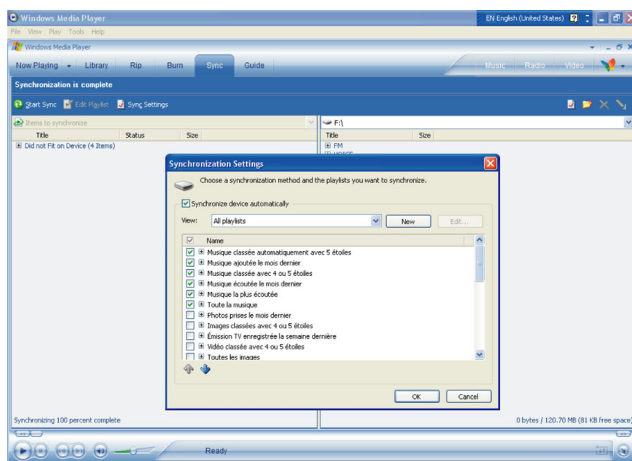 Windows Media Player
EN English (United States)
File View Play Tools Help
Windows Media Player
Now Playing Library Rip Burn Sync Guide Music Radio Video
Synchronization is complete
Start Sync Edit Playlist Sync Settings
Items to synchronize F:\
Title Status Size Title Size
Did not Fit on Device (4 Items) FM
VOICE
Synchronization Settings
Choose a synchronization method and the playlists you want to synchronize.
Synchronize device automatically
View: All playlists New Edit...
Name
Musique classée automatiquement avec 5 étoiles
Musique ajoutée le mois dernier
Musique classée avec 4 ou 5 étoiles
Musique écoutée le mois dernier
Musique la plus écoutée
Toute la musique
Photos prises le mois dernier
Images classées avec 4 ou 5 étoiles
Émission TV enregistrée la semaine dernière
Vidéo classée avec 4 ou 5 étoiles
Toutes les images
OK Cancel
Synchronizing 100 percent complete 0 bytes / 120.70 MB (81 KB free space)
Ready